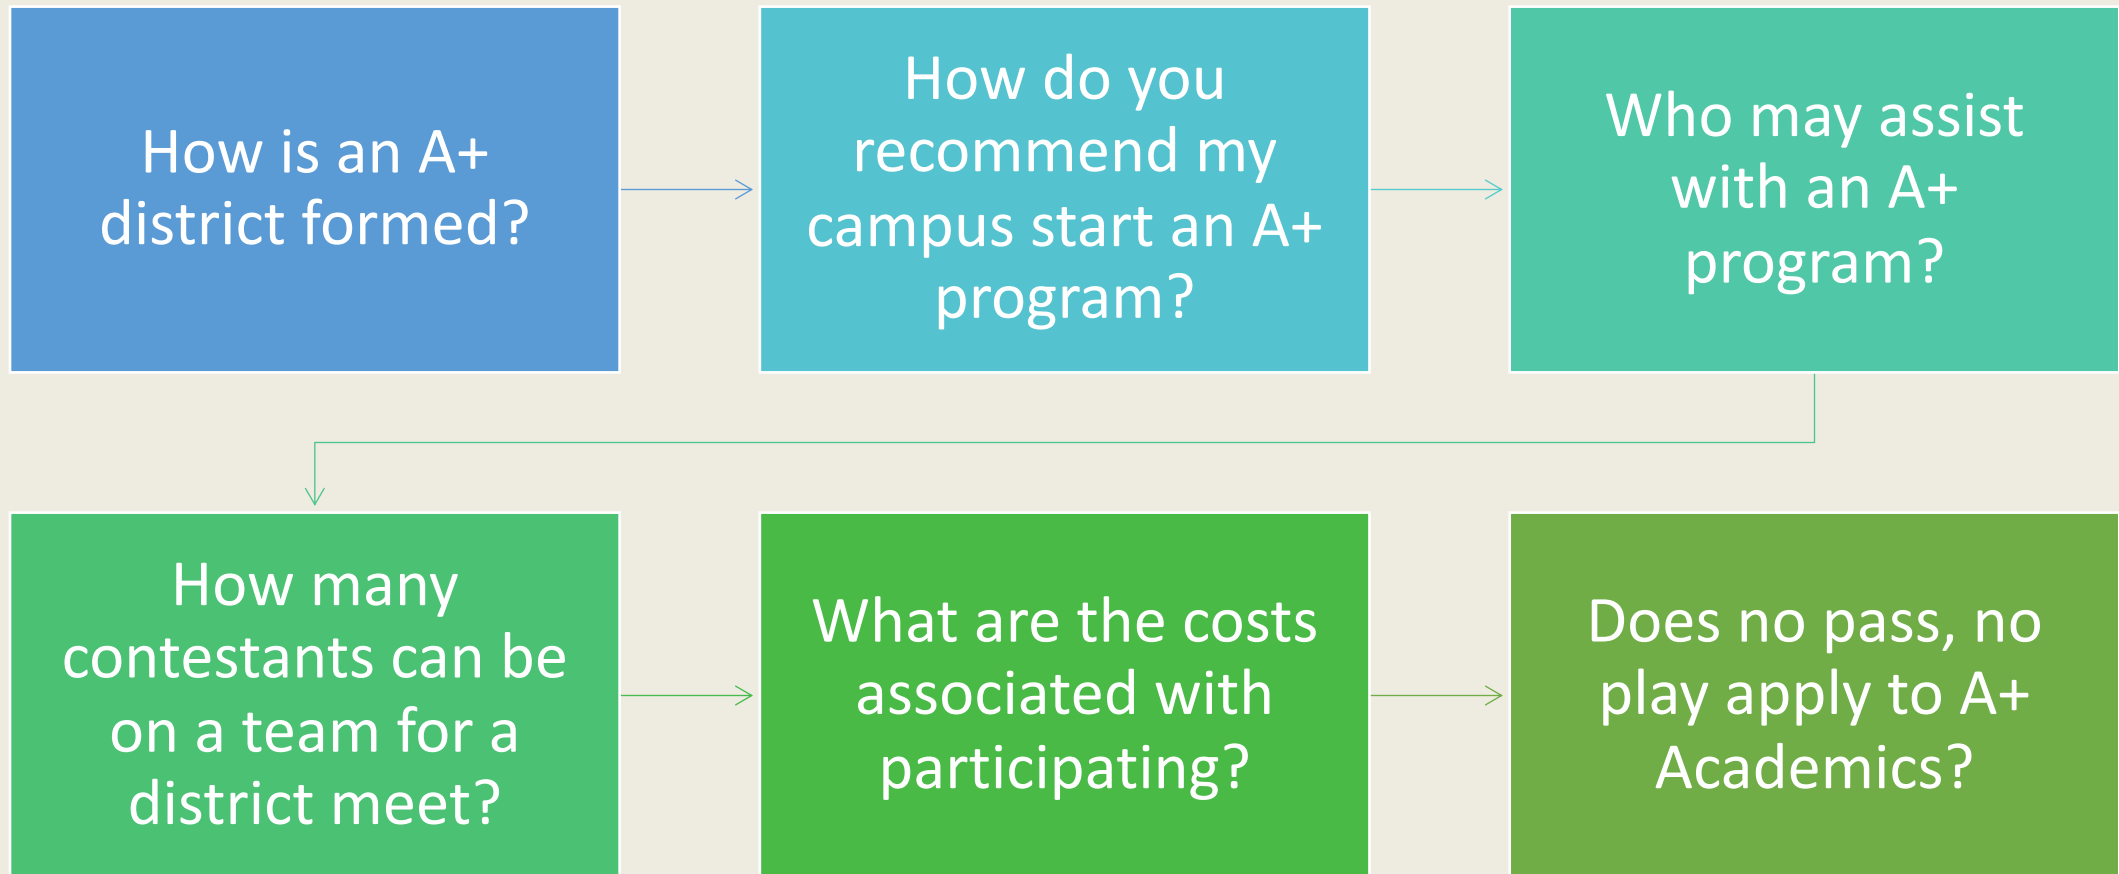 How is an A+
district formed?
How do you
recommend my
campus start an A+
program?
Who may assist
with an A+
program?
How many
contestants can be
on a team for a
district meet?
What are the costs
associated with
participating?
Does no pass, no
play apply to A+
Academics?